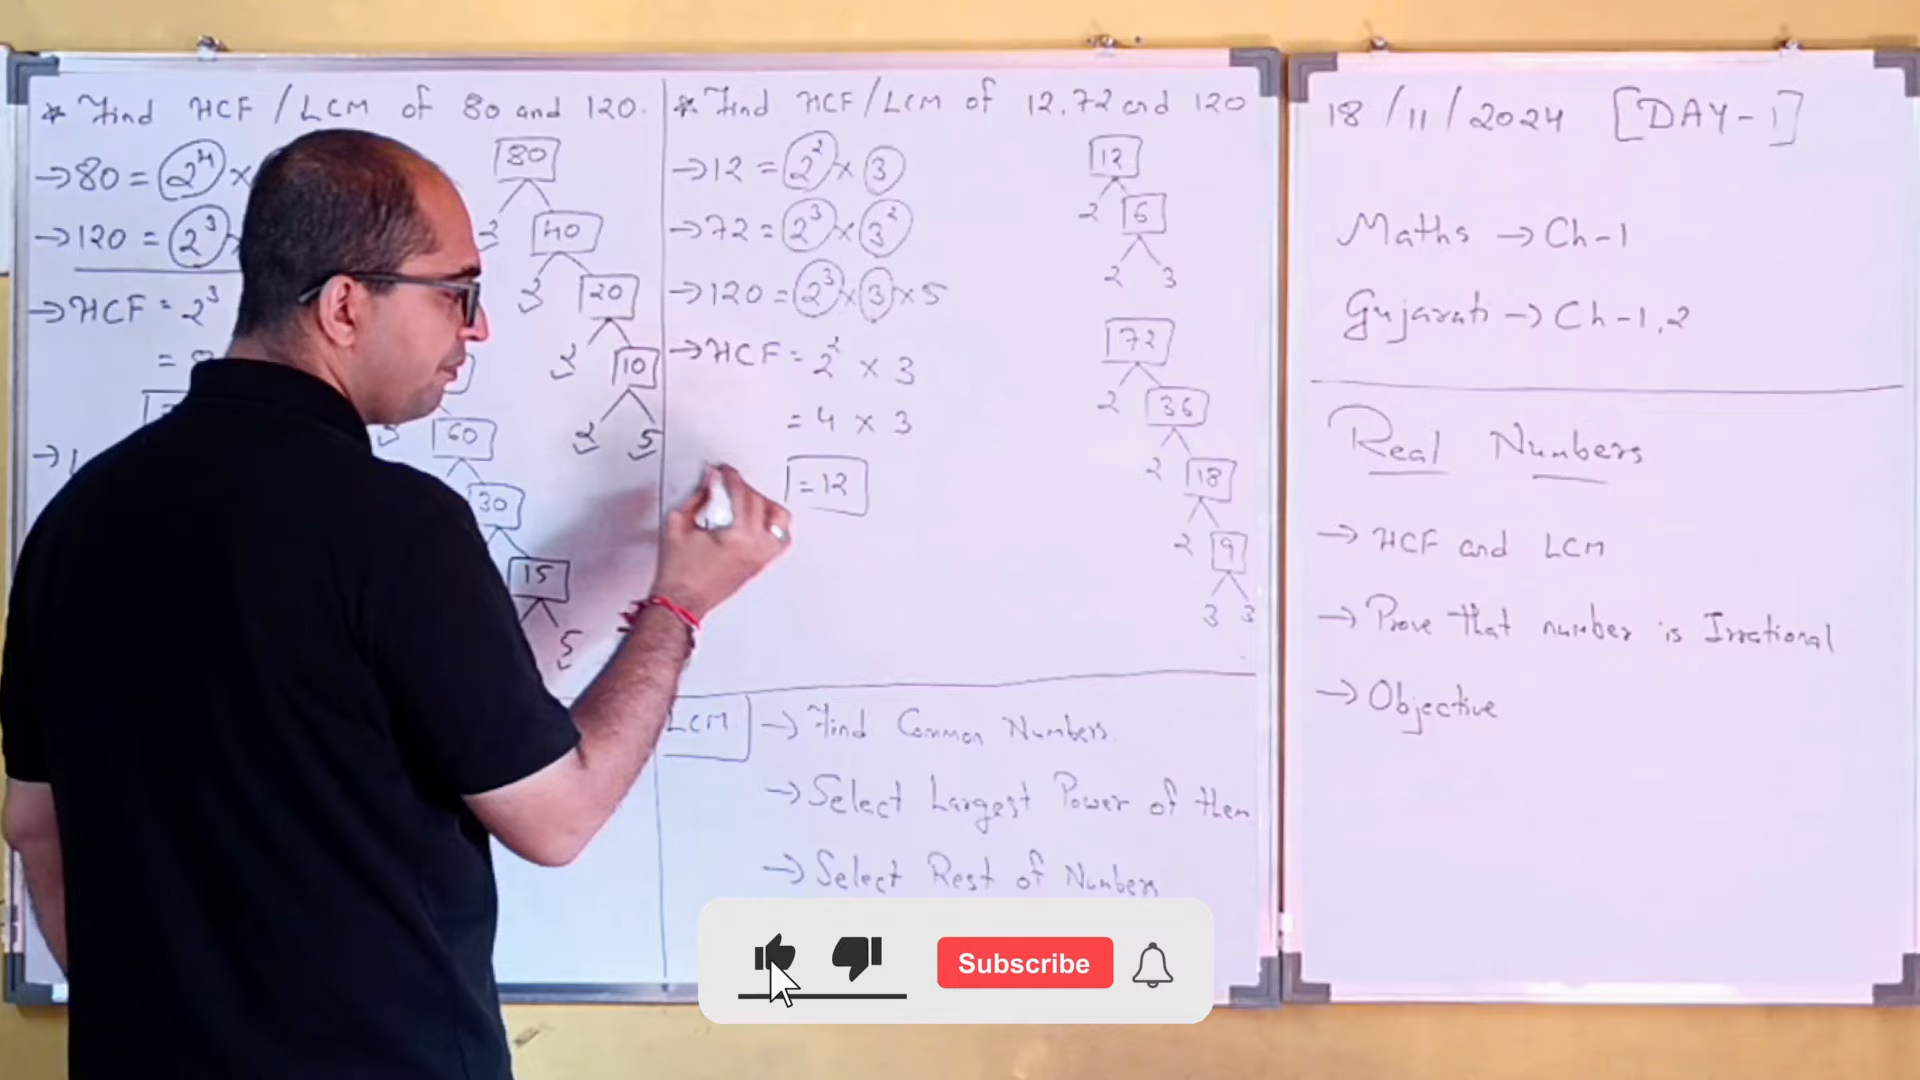 * Find HCF / LCM of 80 and 120.
→ 80 = 2⁴ ×
→ 120 = 2³
→ HCF = 2³
=
→
80
2 40
2 20
2 10
2 5
60
30
15
5
* Find HCF / LCM of 12, 72 and 120
→ 12 = 2² × 3
→ 72 = 2³ × 3²
→ 120 = 2³ × 3 × 5
→ HCF = 2² × 3
= 4 × 3
= 12
12
2 6
2 3
72
2 36
2 18
2 9
3 3
LCM → Find Common Numbers.
→ Select Largest Power of them
→ Select Rest of Numbers
18 / 11 / 2024 [DAY - 1]
Maths → Ch - 1
Gujarati → Ch - 1, 2
Real Numbers
→ HCF and LCM
→ Prove that number is Irrational
→ Objective
Subscribe